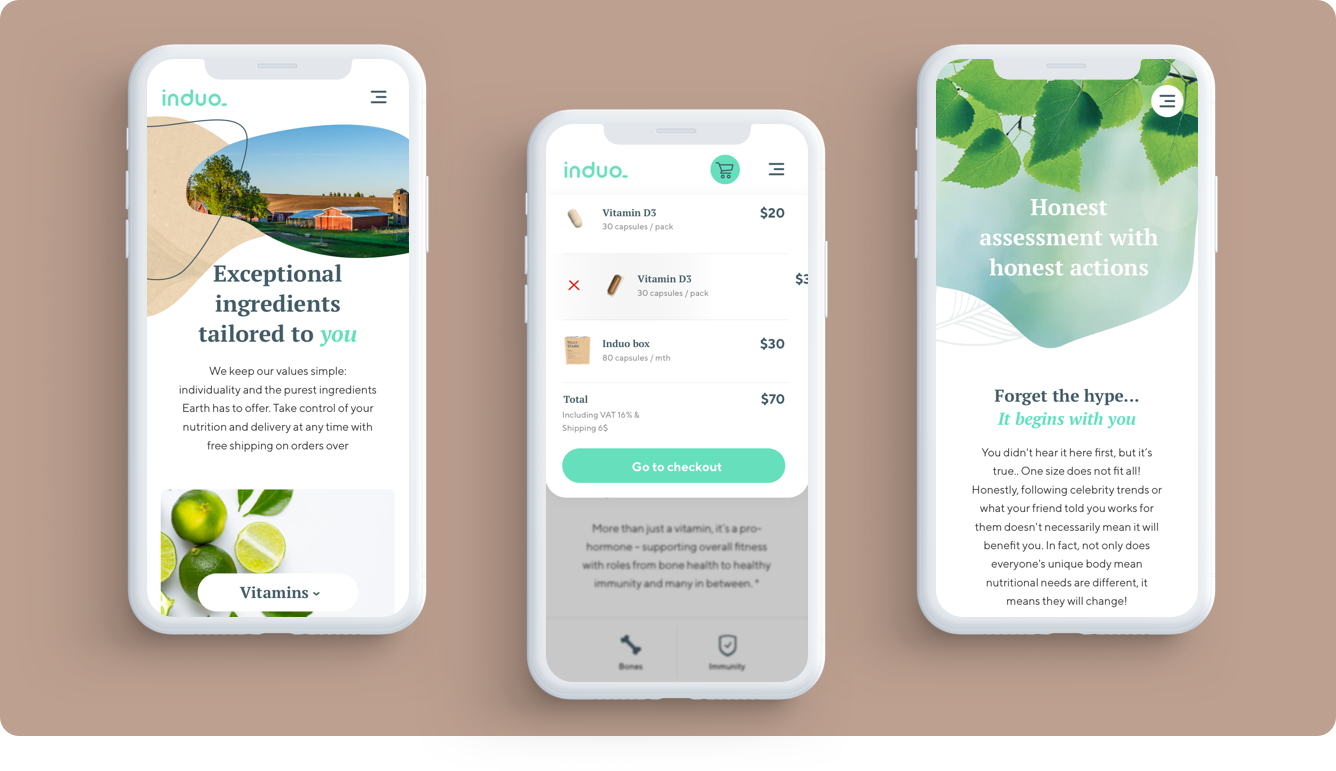 induo.
Exceptional
ingredients
tailored to you
We keep our values simple:
individuality and the purest ingredients
Earth has to offer. Take control of your
nutrition and delivery at any time with
free shipping on orders over
Vitamins
induo.
Vitamin D3
$20
30 capsules / pack
Vitamin D3
$3
30 capsules / pack
Induo box
$30
80 capsules / mth
Total
$70
Including VAT 16% &
Shipping 6$
Go to checkout
More than just a vitamin, it's a pro-
hormone - supporting overall fitness
with roles from bone health to healthy
immunity and many in between. *
Bones
Immunity
Honest
assessment with
honest actions
Forget the hype...
It begins with you
You didn't hear it here first, but it's
true.. One size does not fit all!
Honestly, following celebrity trends or
what your friend told you works for
them doesn't necessarily mean it will
benefit you. In fact, not only does
everyone's unique body mean
nutritional needs are different, it
means they will change!